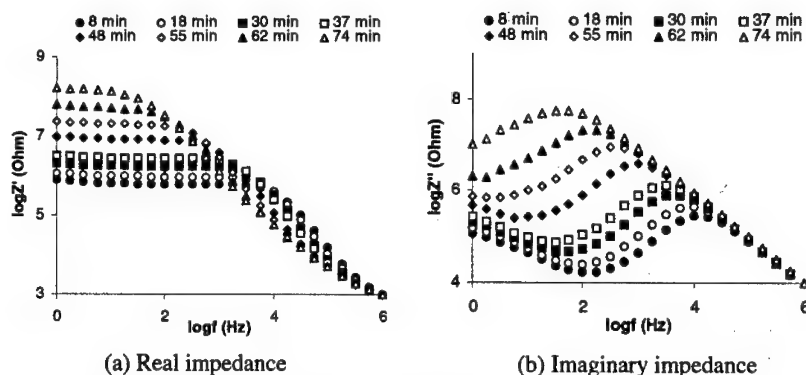 ● 8 min ○ 18 min ■ 30 min □ 37 min
◆ 48 min ◇ 55 min ▲ 62 min △ 74 min
9
7
5
3
logZ' (Ohm)
0 2 4 6
logf (Hz)
(a) Real impedance
● 8 min ○ 18 min ■ 30 min □ 37 min
◆ 48 min ◇ 55 min ▲ 62 min △ 74 min
8
6
4
logZ" (Ohm)
0 2 4 6
logf (Hz)
(b) Imaginary impedance